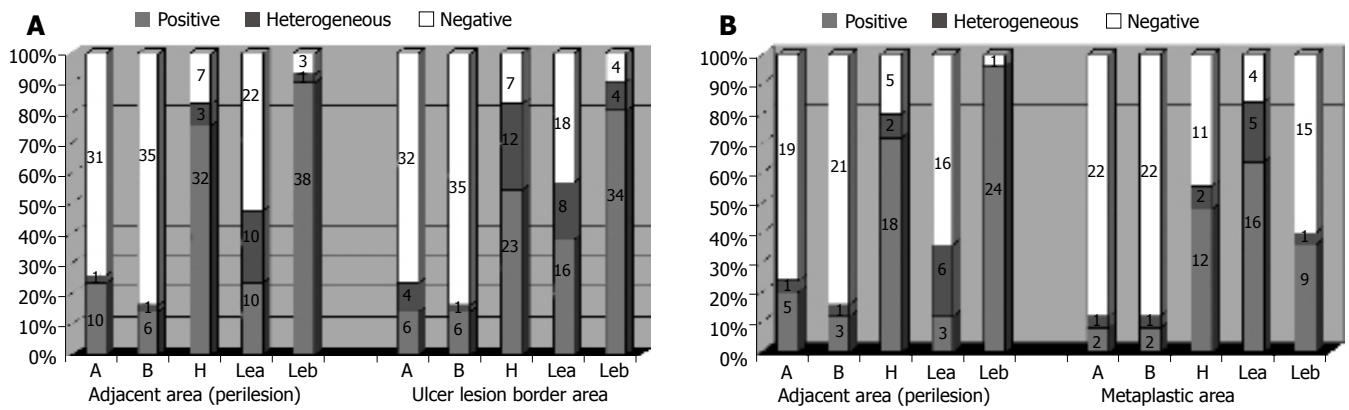 A
Positive Heterogeneous Negative
100%
90%
80%
70%
60%
50%
40%
30%
20%
10%
0%
31 35 7 22 3 32 35 7 18 4
1 1 3 10 1 4 1 12 8 4
10 6 32 10 38 6 6 23 16 34
A B H Lea Leb A B H Lea Leb
Adjacent area (perilesion) Ulcer lesion border area
B
Positive Heterogeneous Negative
100%
90%
80%
70%
60%
50%
40%
30%
20%
10%
0%
19 21 5 16 1 22 22 11 4 15
1 1 2 6 1 1 2 5 1
5 3 18 3 24 2 2 12 16 9
A B H Lea Leb A B H Lea Leb
Adjacent area (perilesion) Metaplastic area